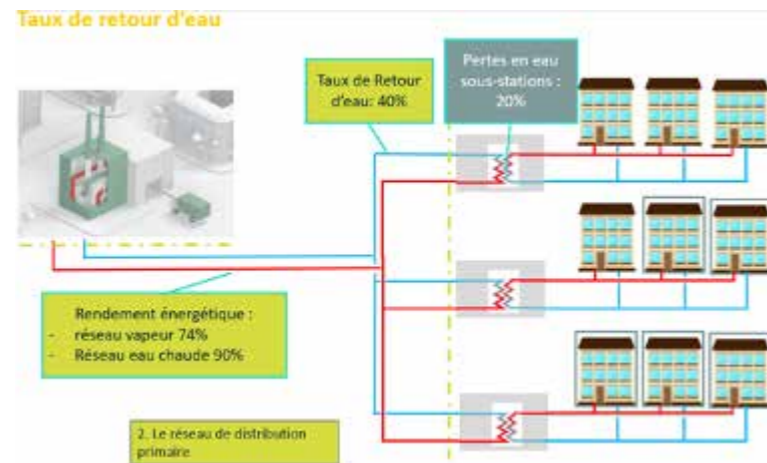 Taux de retour d'eau
Taux de Retour
d'eau: 40%
Pertes en eau
sous-stations :
20%
Rendement énergétique :
- réseau vapeur 74%
- Réseau eau chaude 90%
2. Le réseau de distribution
primaire